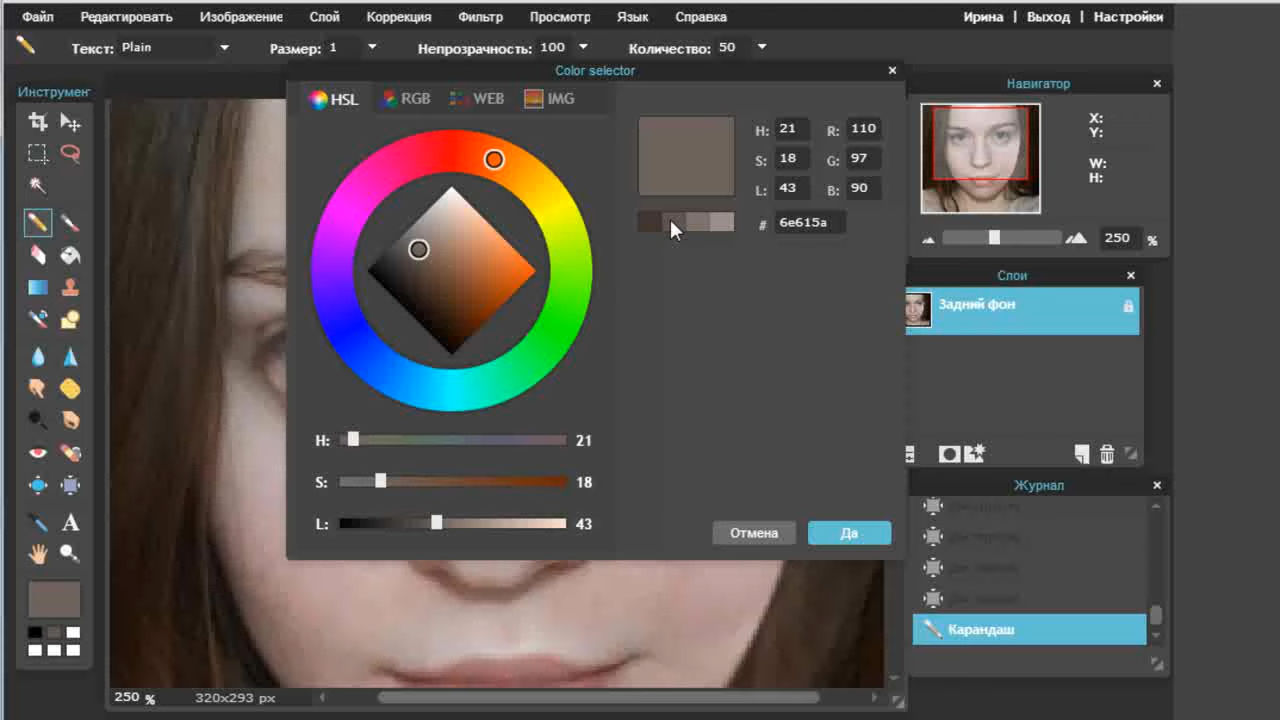 Файл Редактировать Изображение Слой Коррекция Фильтр Просмотр Язык Справка Ирина | Выход | Настройки
Текст: Plain Размер: 1 Непрозрачность: 100 Количество: 50
Color selector
Инструмент
Навигатор
HSL RGB WEB IMG
X:
Y:
W:
H:
250 %
H: 21 R: 110
S: 18 G: 97
L: 43 B: 90
# 6e615a
Слои
Задний фон
H: 21
S: 18
L: 43
Отмена Да
Журнал
Карандаш
250 % 320x293 px